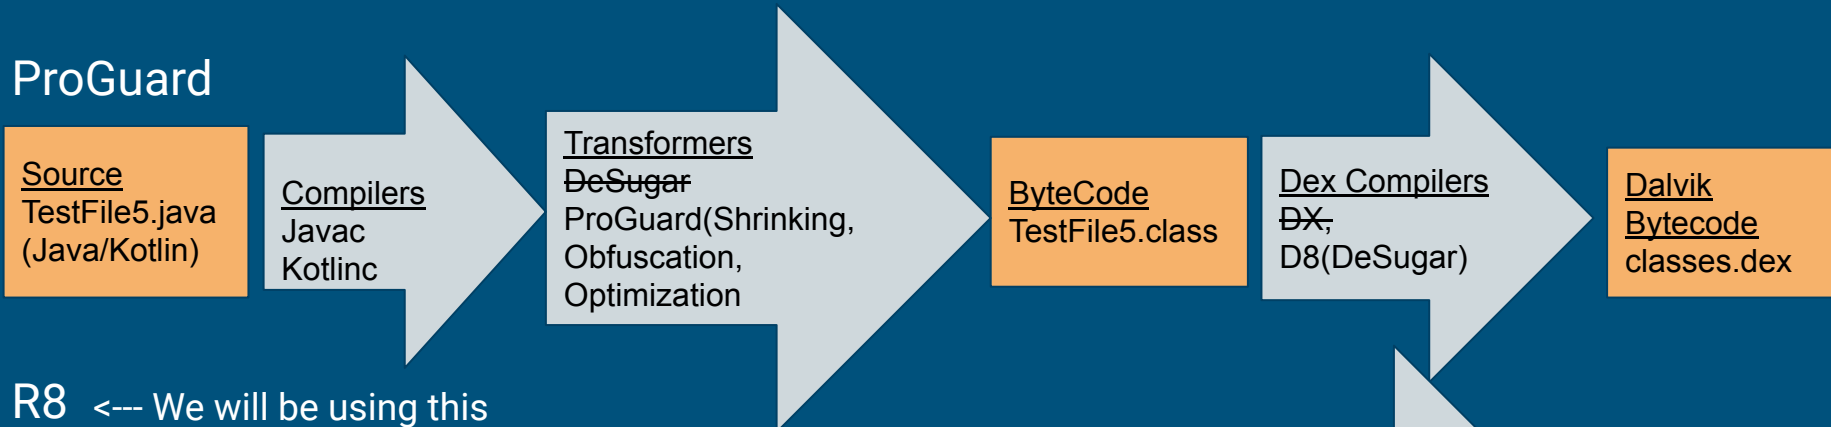 ProGuard
Source
TestFile5.java
(Java/Kotlin)
Compilers
Javac
Kotlinc
Transformers
DeSugar
ProGuard(Shrinking,
Obfuscation,
Optimization
ByteCode
TestFile5.class
Dex Compilers
DX,
D8(DeSugar)
Dalvik
Bytecode
classes.dex
R8 <--- We will be using this